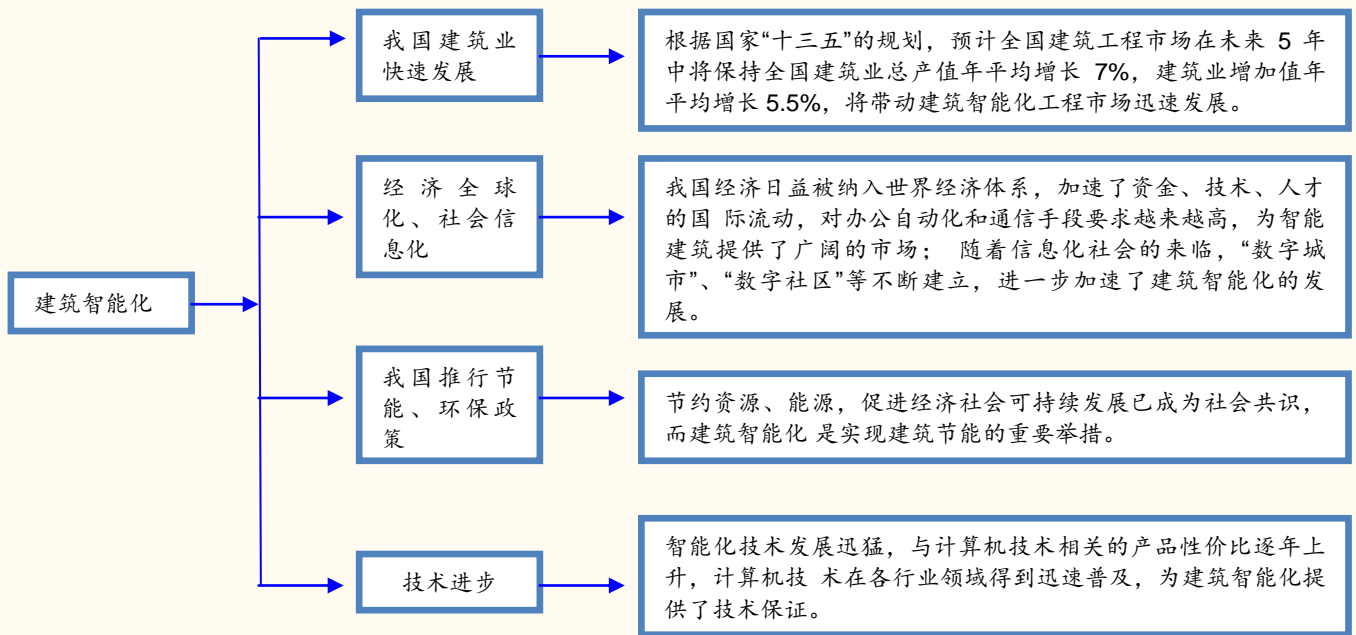 建筑智能化
我国建筑业
快速发展
根据国家“十三五”的规划，预计全国建筑工程市场在未来 5 年
中将保持全国建筑业总产值年平均增长 7%，建筑业增加值年
平均增长 5.5%，将带动建筑智能化工程市场迅速发展。
经济全球
化、社会信
息化
我国经济日益被纳入世界经济体系，加速了资金、技术、人才
的国 际流动，对办公自动化和通信手段要求越来越高，为智能
建筑提供了广阔的市场； 随着信息化社会的来临，“数字城
市”、“数字社区”等不断建立，进一步加速了建筑智能化的发
展。
我国推行节
能、环保政
策
节约资源、能源，促进经济社会可持续发展已成为社会共识，
而建筑智能化 是实现建筑节能的重要举措。
技术进步
智能化技术发展迅猛，与计算机技术相关的产品性价比逐年上
升，计算机技 术在各行业领域得到迅速普及，为建筑智能化提
供了技术保证。